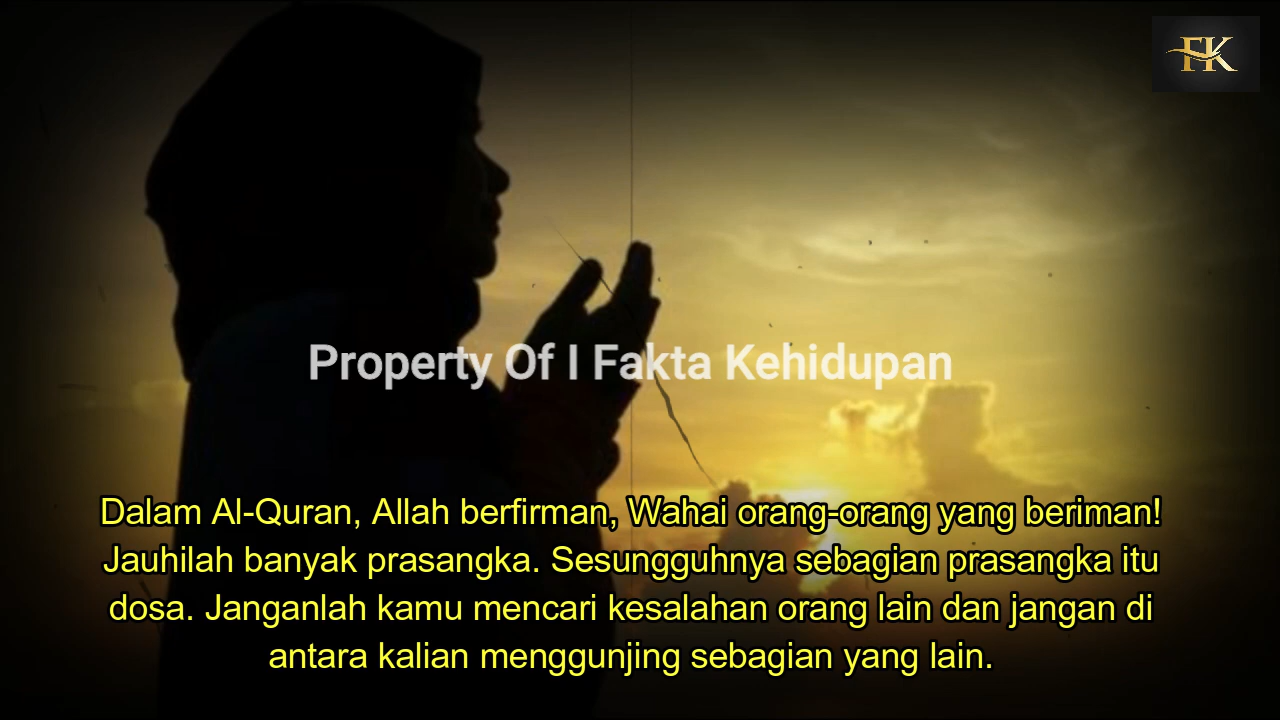 FK
Property Of I Fakta Kehidupan
Dalam Al-Quran, Allah berfirman, Wahai orang-orang yang beriman!
Jauhilah banyak prasangka. Sesungguhnya sebagian prasangka itu
dosa. Janganlah kamu mencari kesalahan orang lain dan jangan di
antara kalian menggunjing sebagian yang lain.